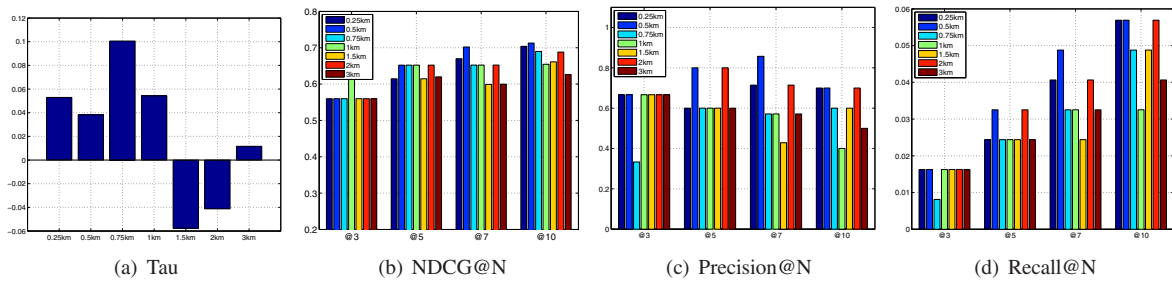 0.12
0.1
0.08
0.06
0.04
0.02
0
−0.02
−0.04
−0.06
0.25km 0.5km 0.75km 1km 1.5km 2km 3km
(a) Tau
0.8
0.7
0.6
0.5
0.4
0.3
0.2
0.25km
0.5km
0.75km
1km
1.5km
2km
3km
@3 @5 @7 @10
(b) NDCG@N
1
0.8
0.6
0.4
0.2
0
0.25km
0.5km
0.75km
1km
1.5km
2km
3km
@3 @5 @7 @10
(c) Precision@N
0.06
0.05
0.04
0.03
0.02
0.01
0
0.25km
0.5km
0.75km
1km
1.5km
2km
3km
@3 @5 @7 @10
(d) Recall@N